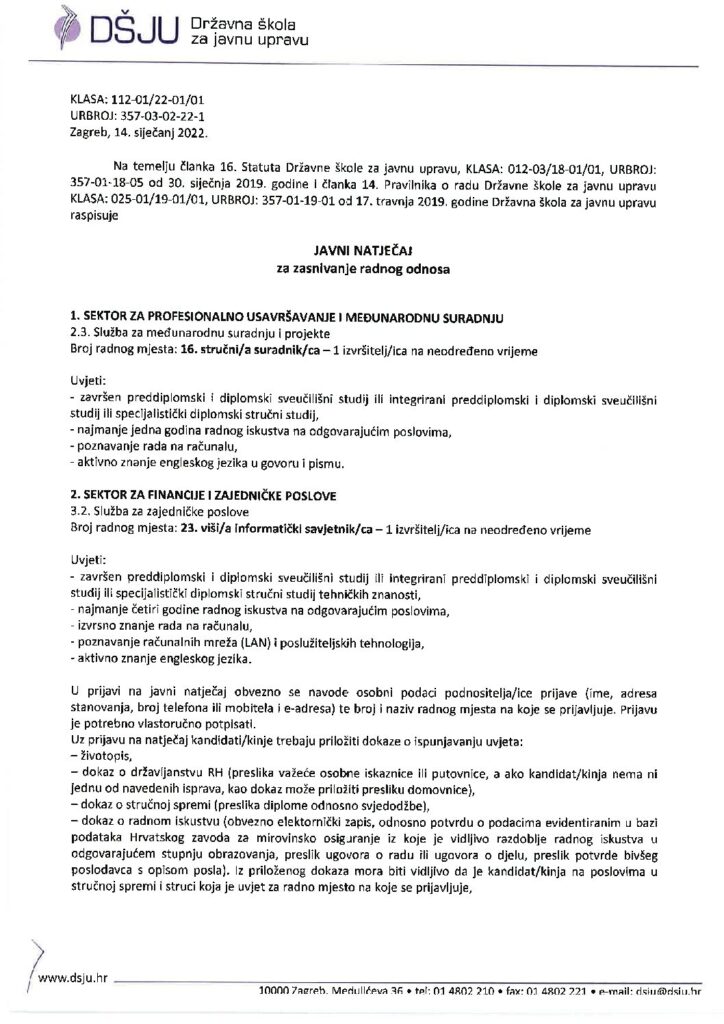 DŠJU Državna škola
za javnu upravu
KLASA: 112-01/22-01/01
URBROJ: 357-03-02-22-1
Zagreb, 14. siječanj 2022.
Na temelju članka 16. Statuta Državne škole za javnu upravu, KLASA: 012-03/18-01/01, URBROJ:
357-01-18-05 od 30. siječnja 2019. godine i članka 14. Pravilnika o radu Državne škole za javnu upravu
KLASA: 025-01/19-01/01, URBROJ: 357-01-19-01 od 17. travnja 2019. godine Državna škola za javnu upravu
raspisuje
JAVNI NATJEČAJ
za zasnivanje radnog odnosa
1. SEKTOR ZA PROFESIONALNO USAVRŠAVANJE I MEĐUNARODNU SURADNJU
2.3. Služba za međunarodnu suradnju i projekte
Broj radnog mjesta: 16. stručni/a suradnik/ca – 1 izvršitelj/ica na neodređeno vrijeme
Uvjeti:
- završen preddiplomski i diplomski sveučilišni studij ili integrirani preddiplomski i diplomski sveučilišni
studij ili specijalistički diplomski stručni studij,
- najmanje jedna godina radnog iskustva na odgovarajućim poslovima,
- poznavanje rada na računalu,
- aktivno znanje engleskog jezika u govoru i pismu.
2. SEKTOR ZA FINANCIJE I ZAJEDNIČKE POSLOVE
3.2. Služba za zajedničke poslove
Broj radnog mjesta: 23. viši/a informatički savjetnik/ca – 1 izvršitelj/ica na neodređeno vrijeme
Uvjeti:
- završen preddiplomski i diplomski sveučilišni studij ili integrirani preddiplomski i diplomski sveučilišni
studij ili specijalistički diplomski stručni studij tehničkih znanosti,
- najmanje četiri godine radnog iskustva na odgovarajućim poslovima,
- izvrsno znanje rada na računalu,
- poznavanje računalnih mreža (LAN) i poslužiteljskih tehnologija,
- aktivno znanje engleskog jezika.
U prijavi na javni natječaj obvezno se navode osobni podaci podnositelja/ice prijave (ime, adresa
stanovanja, broj telefona ili mobitela i e-adresa) te broj i naziv radnog mjesta na koje se prijavljuje. Prijavu
je potrebno vlastoručno potpisati.
Uz prijavu na natječaj kandidati/kinje trebaju priložiti dokaze o ispunjavanju uvjeta:
– životopis,
– dokaz o državljanstvu RH (preslika važeće osobne iskaznice ili putovnice, a ako kandidat/kinja nema ni
jednu od navedenih isprava, kao dokaz može priložiti presliku domovnice),
– dokaz o stručnoj spremi (preslika diplome odnosno svjedodžbe),
– dokaz o radnom iskustvu (obvezno elektornički zapis, odnosno potvrdu o podacima evidentiranim u bazi
podataka Hrvatskog zavoda za mirovinsko osiguranje iz koje je vidljivo razdoblje radnog iskustva u
odgovarajućem stupnju obrazovanja, preslik ugovora o radu ili ugovora o djelu, preslik potvrde bivšeg
poslodavca s opisom posla). Iz priloženog dokaza mora biti vidljivo da je kandidat/kinja na poslovima u
stručnoj spremi i struci koja je uvjet za radno mjesto na koje se prijavljuje,
www.dsju.hr
10000 Zagreb, Medulićeva 36 • tel: 01 4802 210 • fax: 01 4802 221 • e-mail: dsju@dsju.hr